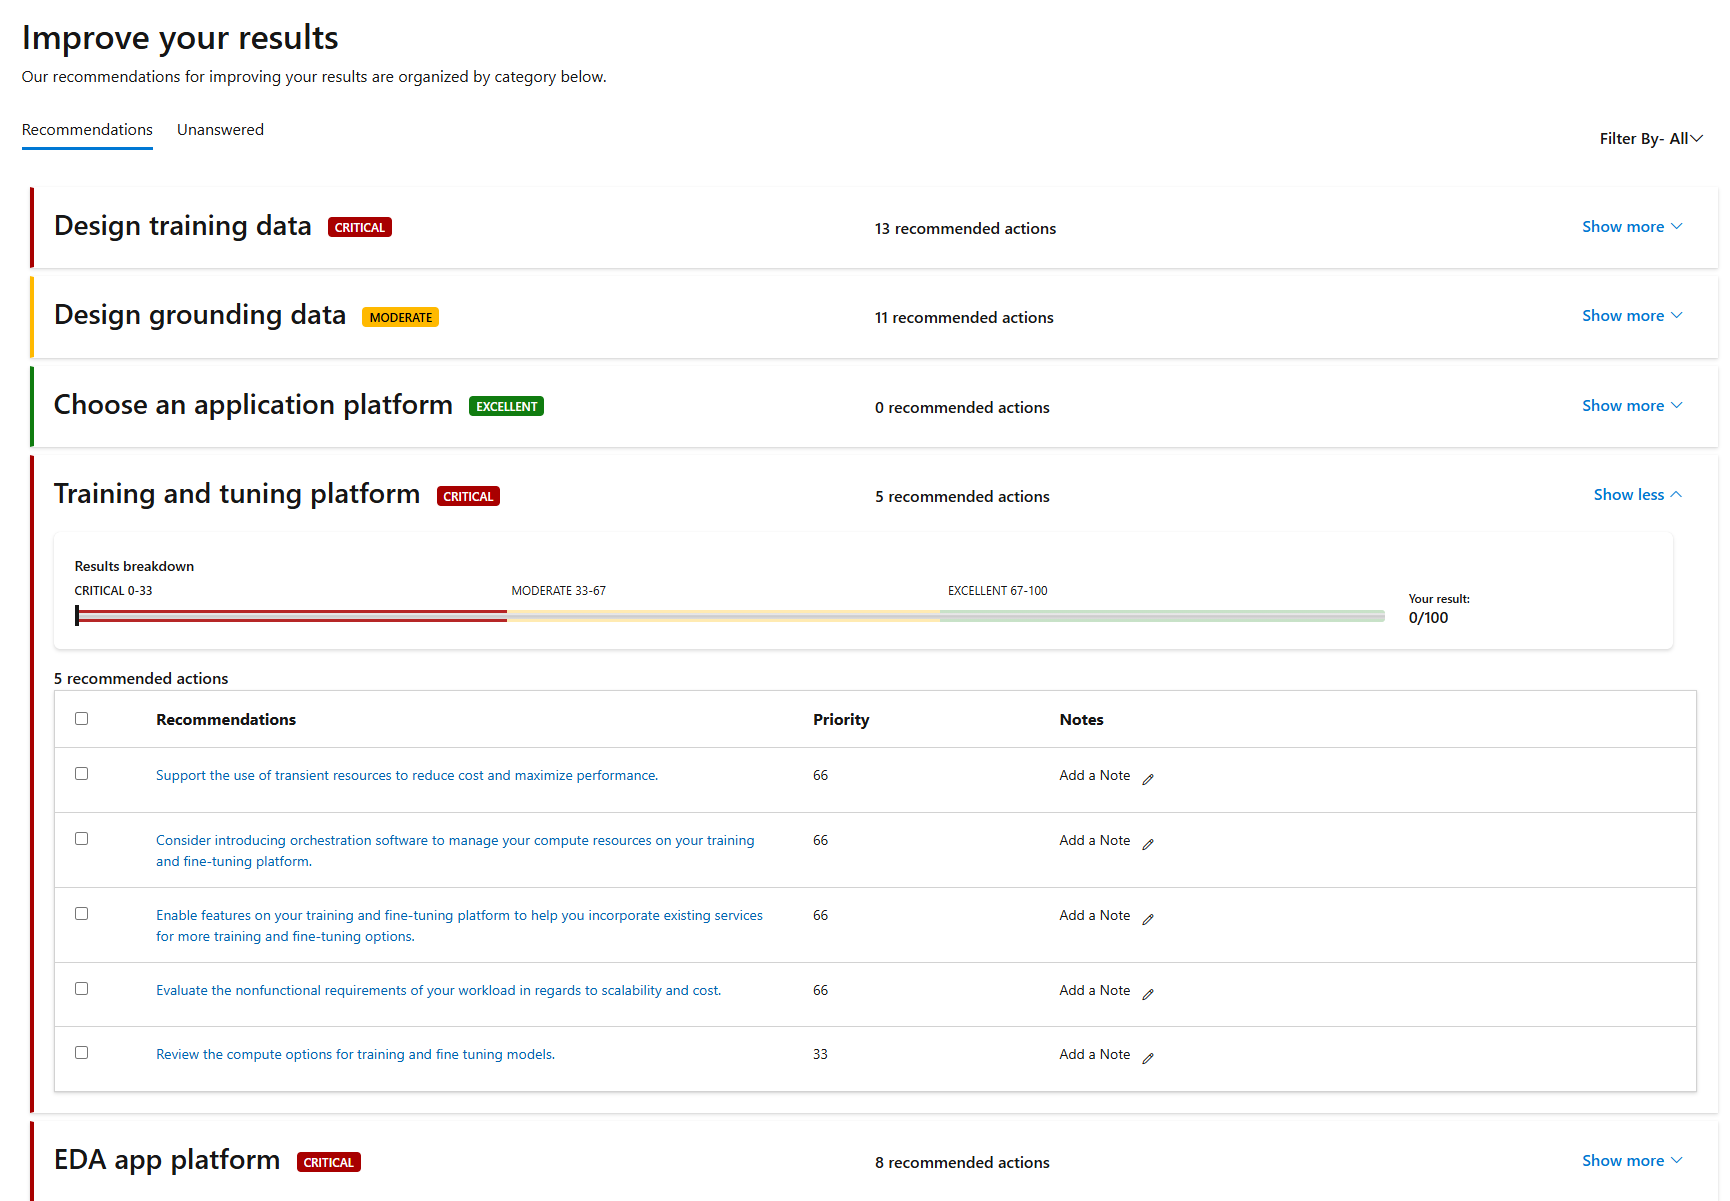 Improve your results
Our recommendations for improving your results are organized by category below.
Recommendations Unanswered
Filter By- All
Design training data CRITICAL 13 recommended actions Show more
Design grounding data MODERATE 11 recommended actions Show more
Choose an application platform EXCELLENT 0 recommended actions Show more
Training and tuning platform CRITICAL 5 recommended actions Show less
Results breakdown
CRITICAL 0-33 MODERATE 33-67 EXCELLENT 67-100
Your result:
0/100
5 recommended actions
Recommendations Priority Notes
Support the use of transient resources to reduce cost and maximize performance. 66 Add a Note
Consider introducing orchestration software to manage your compute resources on your training 66 Add a Note
and fine-tuning platform.
Enable features on your training and fine-tuning platform to help you incorporate existing services 66 Add a Note
for more training and fine-tuning options.
Evaluate the nonfunctional requirements of your workload in regards to scalability and cost. 66 Add a Note
Review the compute options for training and fine tuning models. 33 Add a Note
EDA app platform CRITICAL 8 recommended actions Show more